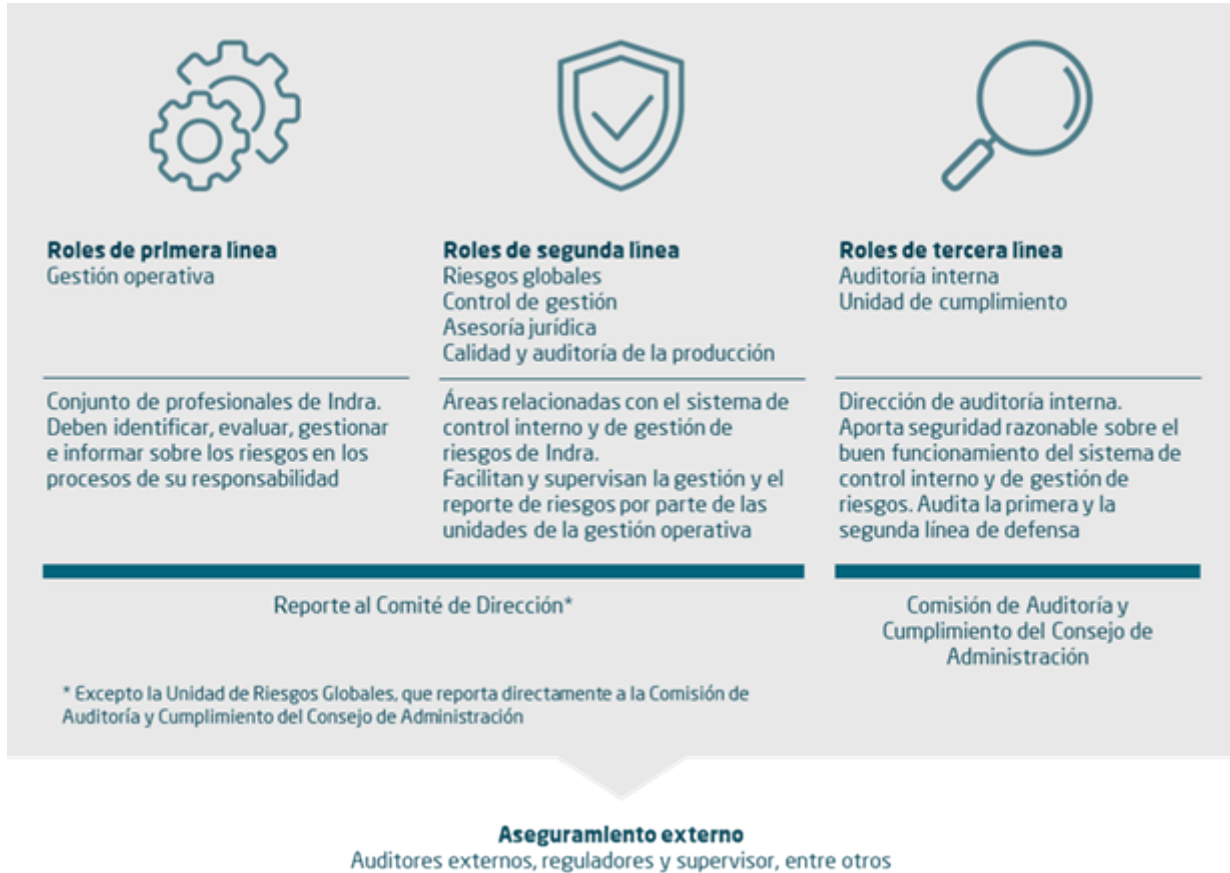 Roles de primera línea
Gestión operativa
Conjunto de profesionales de Indra.
Deben identificar, evaluar, gestionar
e informar sobre los riesgos en los
procesos de su responsabilidad
Roles de segunda línea
Riesgos globales
Control de gestión
Asesoría jurídica
Calidad y auditoría de la producción
Áreas relacionadas con el sistema de
control interno y de gestión de
riesgos de Indra.
Facilitan y supervisan la gestión y el
reporte de riesgos por parte de las
unidades de la gestión operativa
Roles de tercera línea
Auditoría interna
Unidad de cumplimiento
Dirección de auditoría interna.
Aporta seguridad razonable sobre el
buen funcionamiento del sistema de
control interno y de gestión de
riesgos. Audita la primera y la
segunda línea de defensa
Reporte al Comité de Dirección*
Comisión de Auditoría y
Cumplimiento del Consejo de
Administración
* Excepto la Unidad de Riesgos Globales, que reporta directamente a la Comisión de
Auditoría y Cumplimiento del Consejo de Administración
Aseguramiento externo
Auditores externos, reguladores y supervisor, entre otros